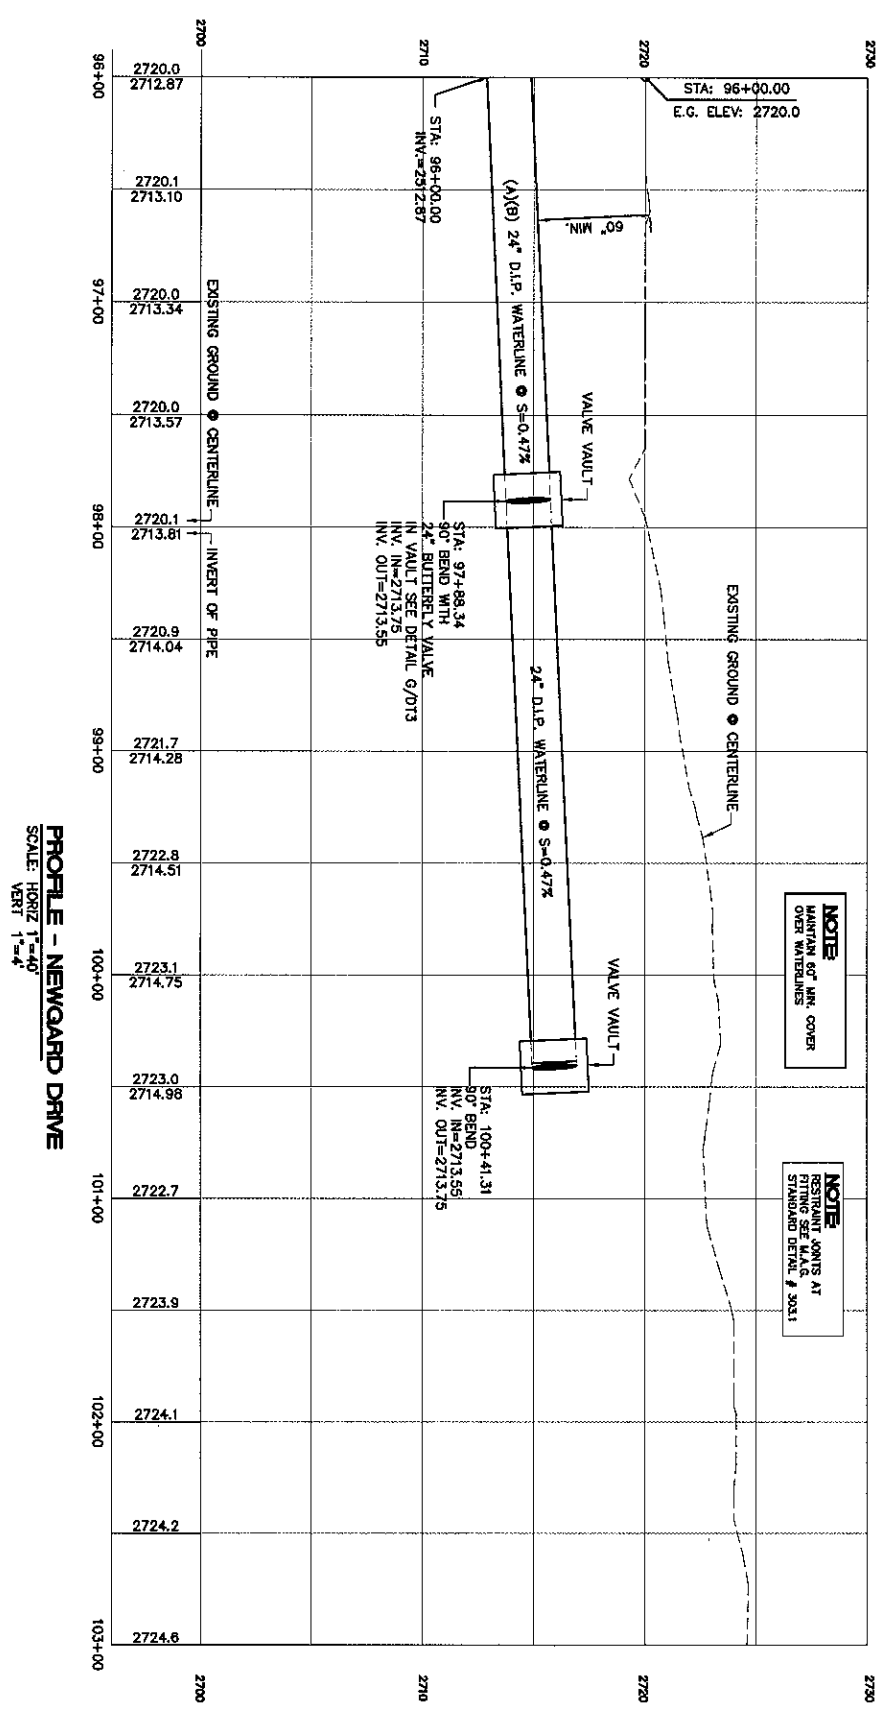 2700
2710
2720
2730
STA: 96+00.00
E.G. ELEV: 2720.0
STA: 96+00.00
INV.=2512.87
(A)(B) 24" D.I.P. WATERLINE @ S=0.47%
60" MIN.
VALVE VAULT
STA: 97+88.34
90° BEND WITH
24" BUTTERFLY VALVE
IN VAULT SEE DETAIL G/DT3
INV. IN=2713.75
INV. OUT=2713.55
24" D.I.P. WATERLINE @ S=0.47%
EXISTING GROUND @ CENTERLINE
VALVE VAULT
STA: 100+41.31
90° BEND
INV. IN=2713.55
INV. OUT=2713.75
NOTE:
MAINTAIN 60" MIN. COVER
OVER WATERLINES
NOTE:
RESTRAINT JOINTS AT
FITTING SEE M.A.G.
STANDARD DETAIL # 303.1
EXISTING GROUND @ CENTERLINE
INVERT OF PIPE
2720.0
2712.87
2720.1
2713.10
2720.0
2713.34
2720.0
2713.57
2720.1
2713.81
2720.9
2714.04
2721.7
2714.28
2722.8
2714.51
2723.1
2714.75
2723.0
2714.98
2722.7
2723.9
2724.1
2724.2
2724.6
96+00
97+00
98+00
99+00
100+00
101+00
102+00
103+00
2700
2710
2720
2730
PROFILE - NEWQARD DRIVE
SCALE: HORIZ 1"=40'
VERT 1"=4'